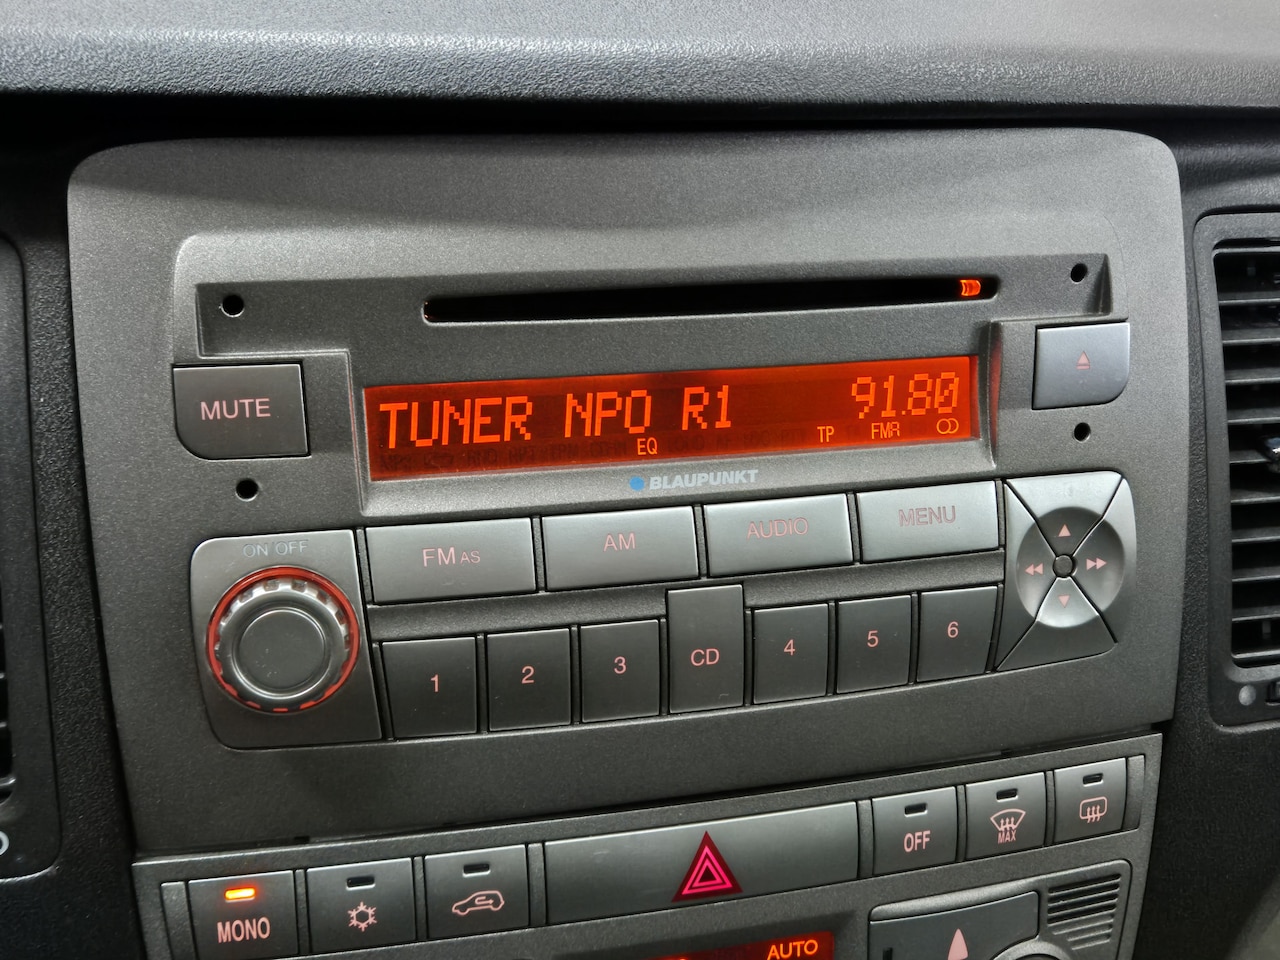 MUTE
TUNER NPO R1 91.80
EQ TP FMA
BLAUPUNKT
ON OFF
FM AS AM AUDIO MENU
1 2 3 CD 4 5 6
OFF
MAX
MONO
AUTO